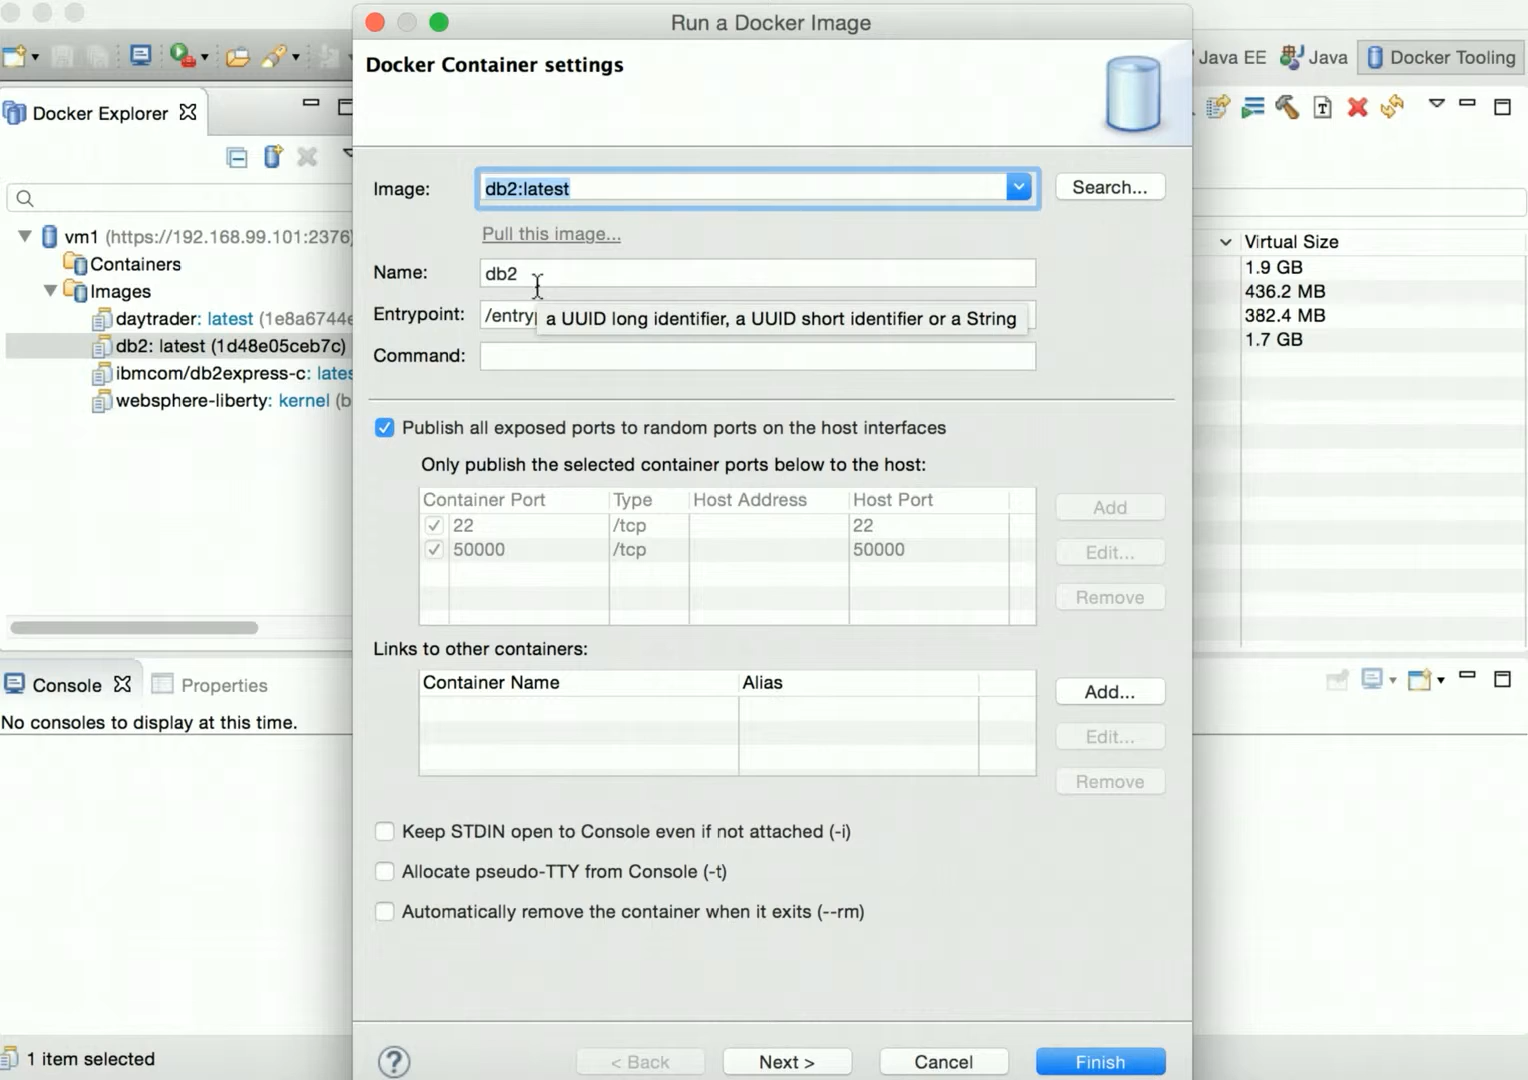 Run a Docker Image
Docker Container settings
Java EE
Java
Docker Tooling
Docker Explorer
Image:
db2:latest
Search...
Pull this image...
vm1 (https://192.168.99.101:2376)
Containers
Images
daytrader: latest (1e8a6744e
db2: latest (1d48e05ceb7c)
ibmcom/db2express-c: lates
websphere-liberty: kernel (b
Name:
db2
Entrypoint:
/entry
a UUID long identifier, a UUID short identifier or a String
Command:
Virtual Size
1.9 GB
436.2 MB
382.4 MB
1.7 GB
Publish all exposed ports to random ports on the host interfaces
Only publish the selected container ports below to the host:
Container Port Type Host Address Host Port
22 /tcp 22
50000 /tcp 50000
Add
Edit...
Remove
Links to other containers:
Container Name Alias
Add...
Edit...
Remove
Console
Properties
No consoles to display at this time.
Keep STDIN open to Console even if not attached (-i)
Allocate pseudo-TTY from Console (-t)
Automatically remove the container when it exits (--rm)
1 item selected
?
< Back
Next >
Cancel
Finish